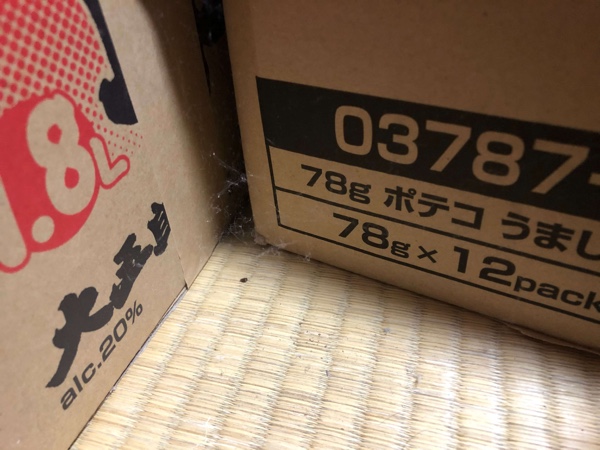 1.8L
大五郎
alc.20%
03787-
78g ポテコ うまし
78g × 12pack